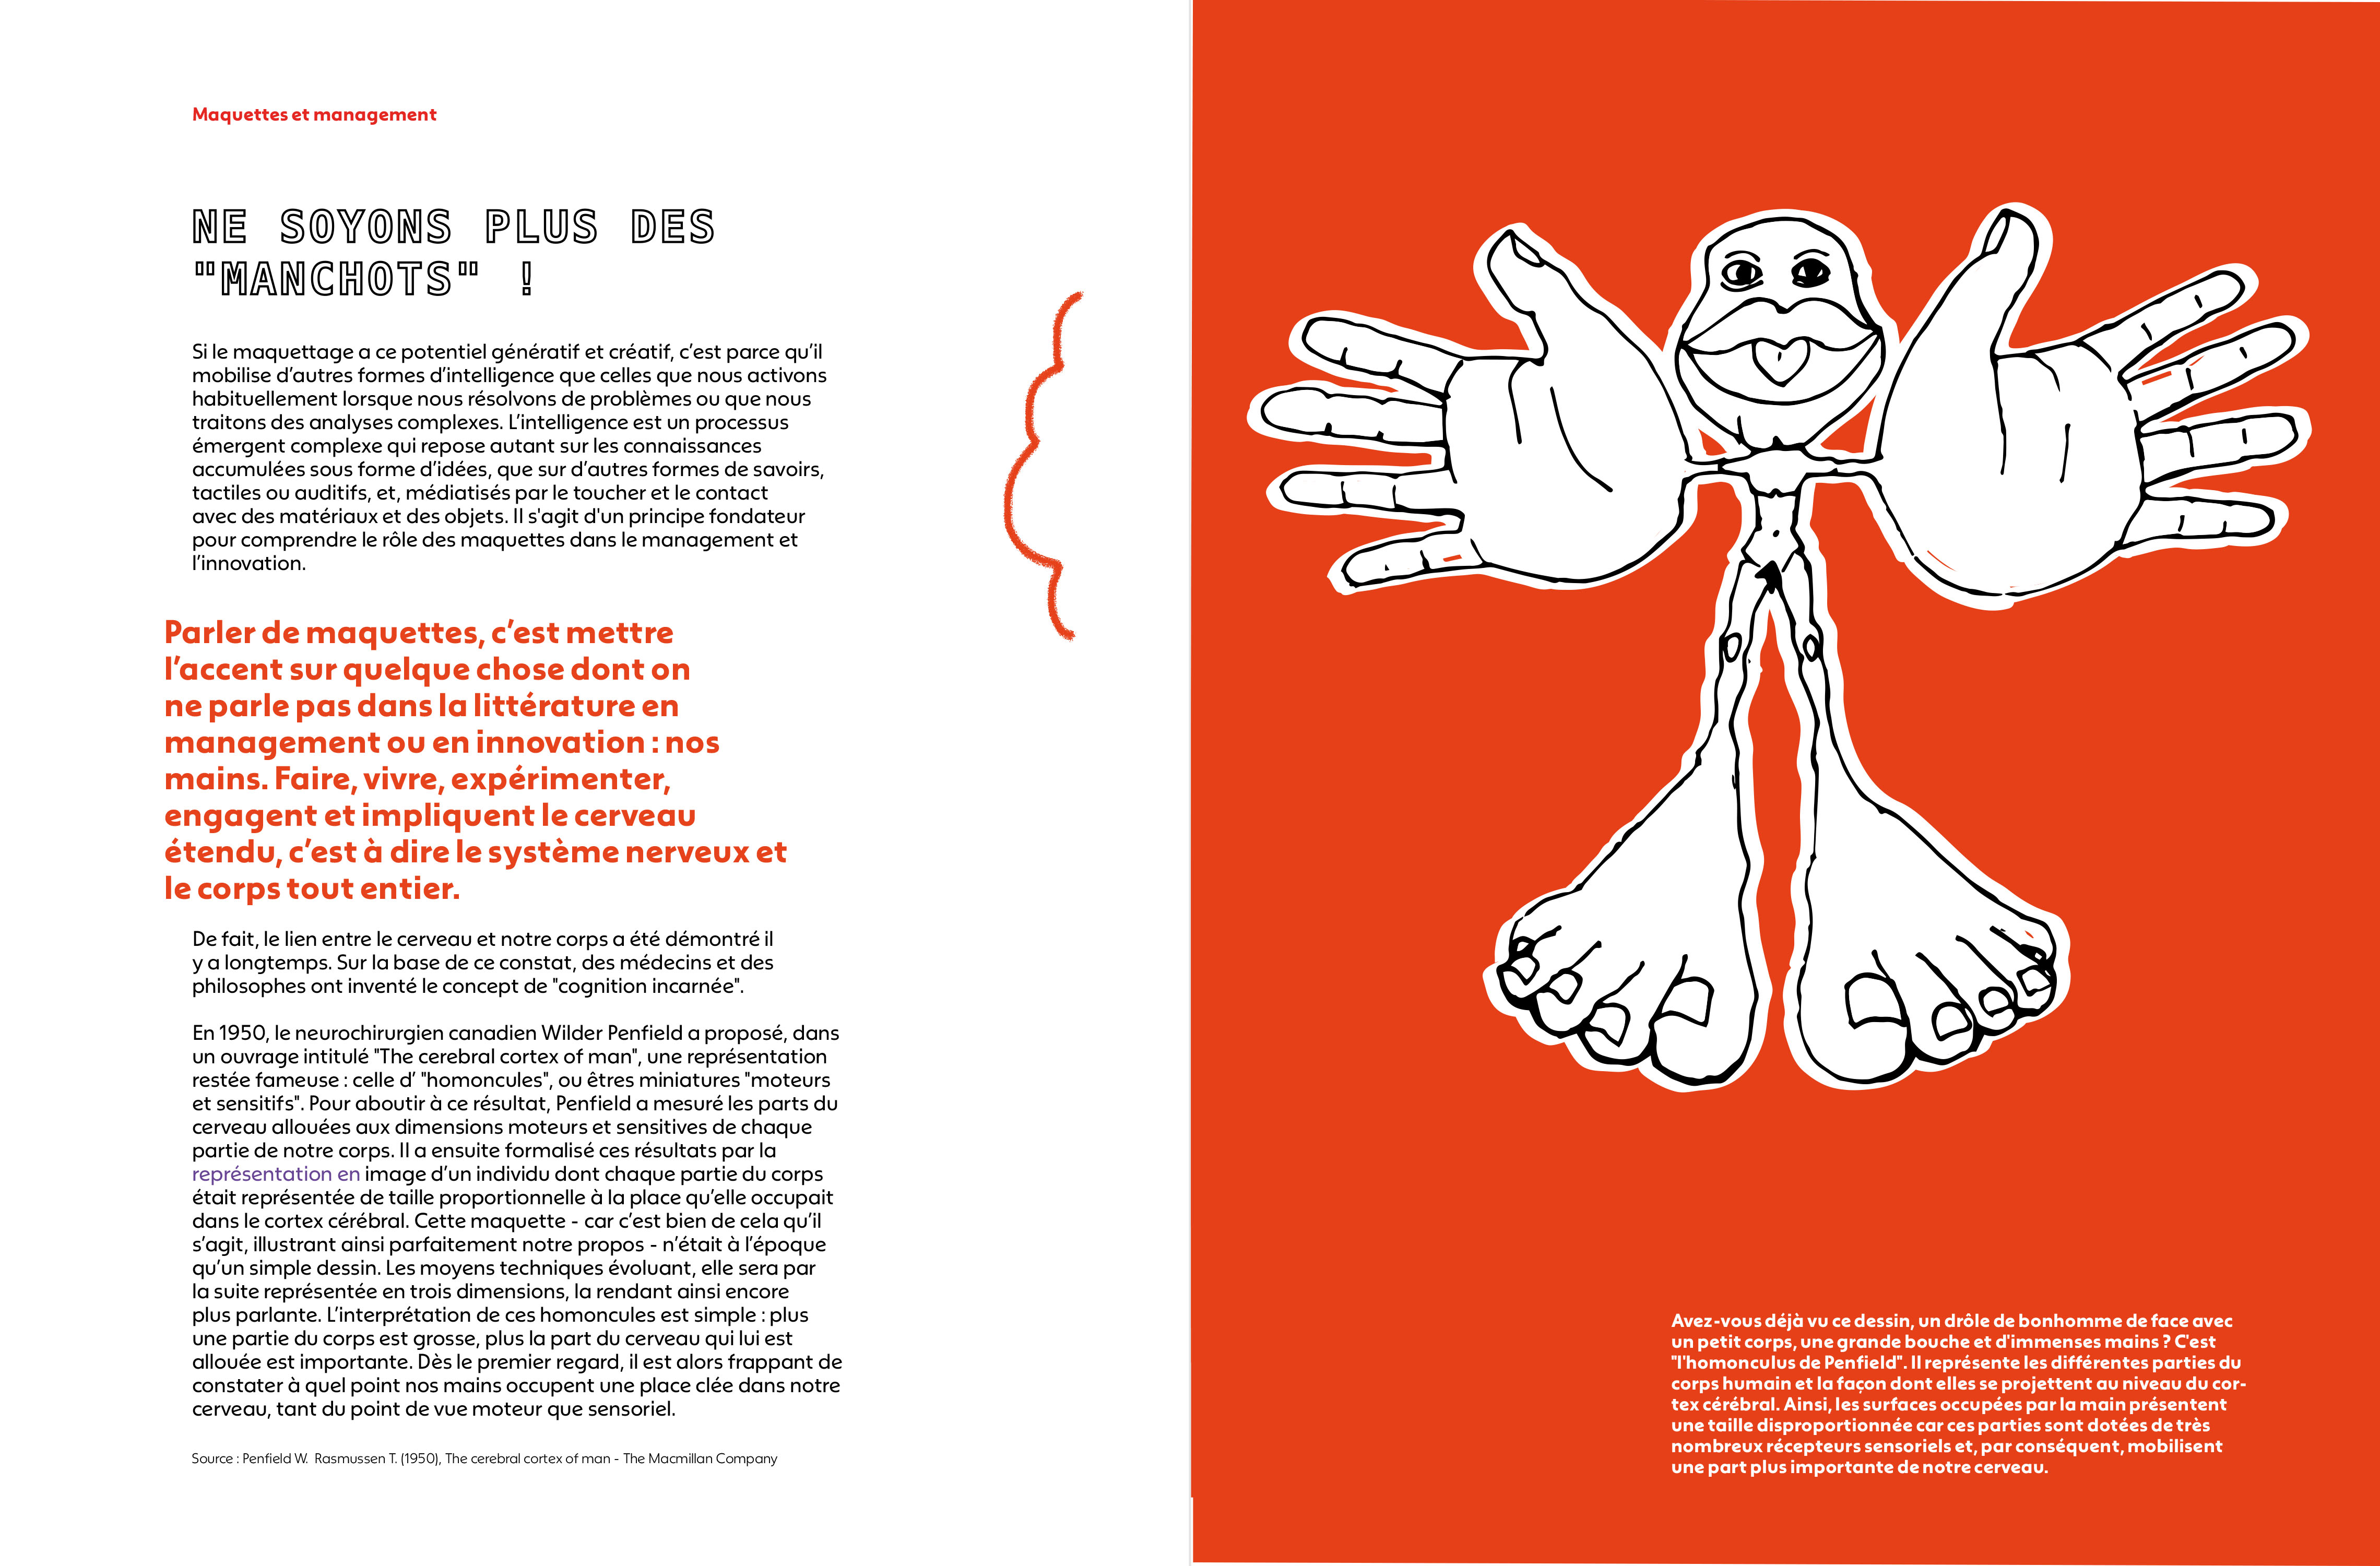 Maquettes et management
NE SOYONS PLUS DES
"MANCHOTS" !
Si le maquettage a ce potentiel génératif et créatif, c’est parce qu’il
mobilise d’autres formes d’intelligence que celles que nous activons
habituellement lorsque nous résolvons de problèmes ou que nous
traitons des analyses complexes. L’intelligence est un processus
émergent complexe qui repose autant sur les connaissances
accumulées sous forme d’idées, que sur d’autres formes de savoirs,
tactiles ou auditifs, et, médiatisés par le toucher et le contact
avec des matériaux et des objets. Il s'agit d'un principe fondateur
pour comprendre le rôle des maquettes dans le management et
l’innovation.
Parler de maquettes, c’est mettre
l’accent sur quelque chose dont on
ne parle pas dans la littérature en
management ou en innovation : nos
mains. Faire, vivre, expérimenter,
engagent et impliquent le cerveau
étendu, c’est à dire le système nerveux et
le corps tout entier.
De fait, le lien entre le cerveau et notre corps a été démontré il
y a longtemps. Sur la base de ce constat, des médecins et des
philosophes ont inventé le concept de "cognition incarnée".
En 1950, le neurochirurgien canadien Wilder Penfield a proposé, dans
un ouvrage intitulé "The cerebral cortex of man", une représentation
restée fameuse : celle d’ "homoncules", ou êtres miniatures "moteurs
et sensitifs". Pour aboutir à ce résultat, Penfield a mesuré les parts du
cerveau allouées aux dimensions moteurs et sensitives de chaque
partie de notre corps. Il a ensuite formalisé ces résultats par la
représentation en image d’un individu dont chaque partie du corps
était représentée de taille proportionnelle à la place qu’elle occupait
dans le cortex cérébral. Cette maquette - car c’est bien de cela qu’il
s’agit, illustrant ainsi parfaitement notre propos - n’était à l’époque
qu’un simple dessin. Les moyens techniques évoluant, elle sera par
la suite représentée en trois dimensions, la rendant ainsi encore
plus parlante. L’interprétation de ces homoncules est simple : plus
une partie du corps est grosse, plus la part du cerveau qui lui est
allouée est importante. Dès le premier regard, il est alors frappant de
constater à quel point nos mains occupent une place clée dans notre
cerveau, tant du point de vue moteur que sensoriel.
Source : Penfield W. Rasmussen T. (1950), The cerebral cortex of man - The Macmillan Company
Avez-vous déjà vu ce dessin, un drôle de bonhomme de face avec
un petit corps, une grande bouche et d'immenses mains ? C'est
"l'homonculus de Penfield". Il représente les différentes parties du
corps humain et la façon dont elles se projettent au niveau du cor-
tex cérébral. Ainsi, les surfaces occupées par la main présentent
une taille disproportionnée car ces parties sont dotées de très
nombreux récepteurs sensoriels et, par conséquent, mobilisent
une part plus importante de notre cerveau.